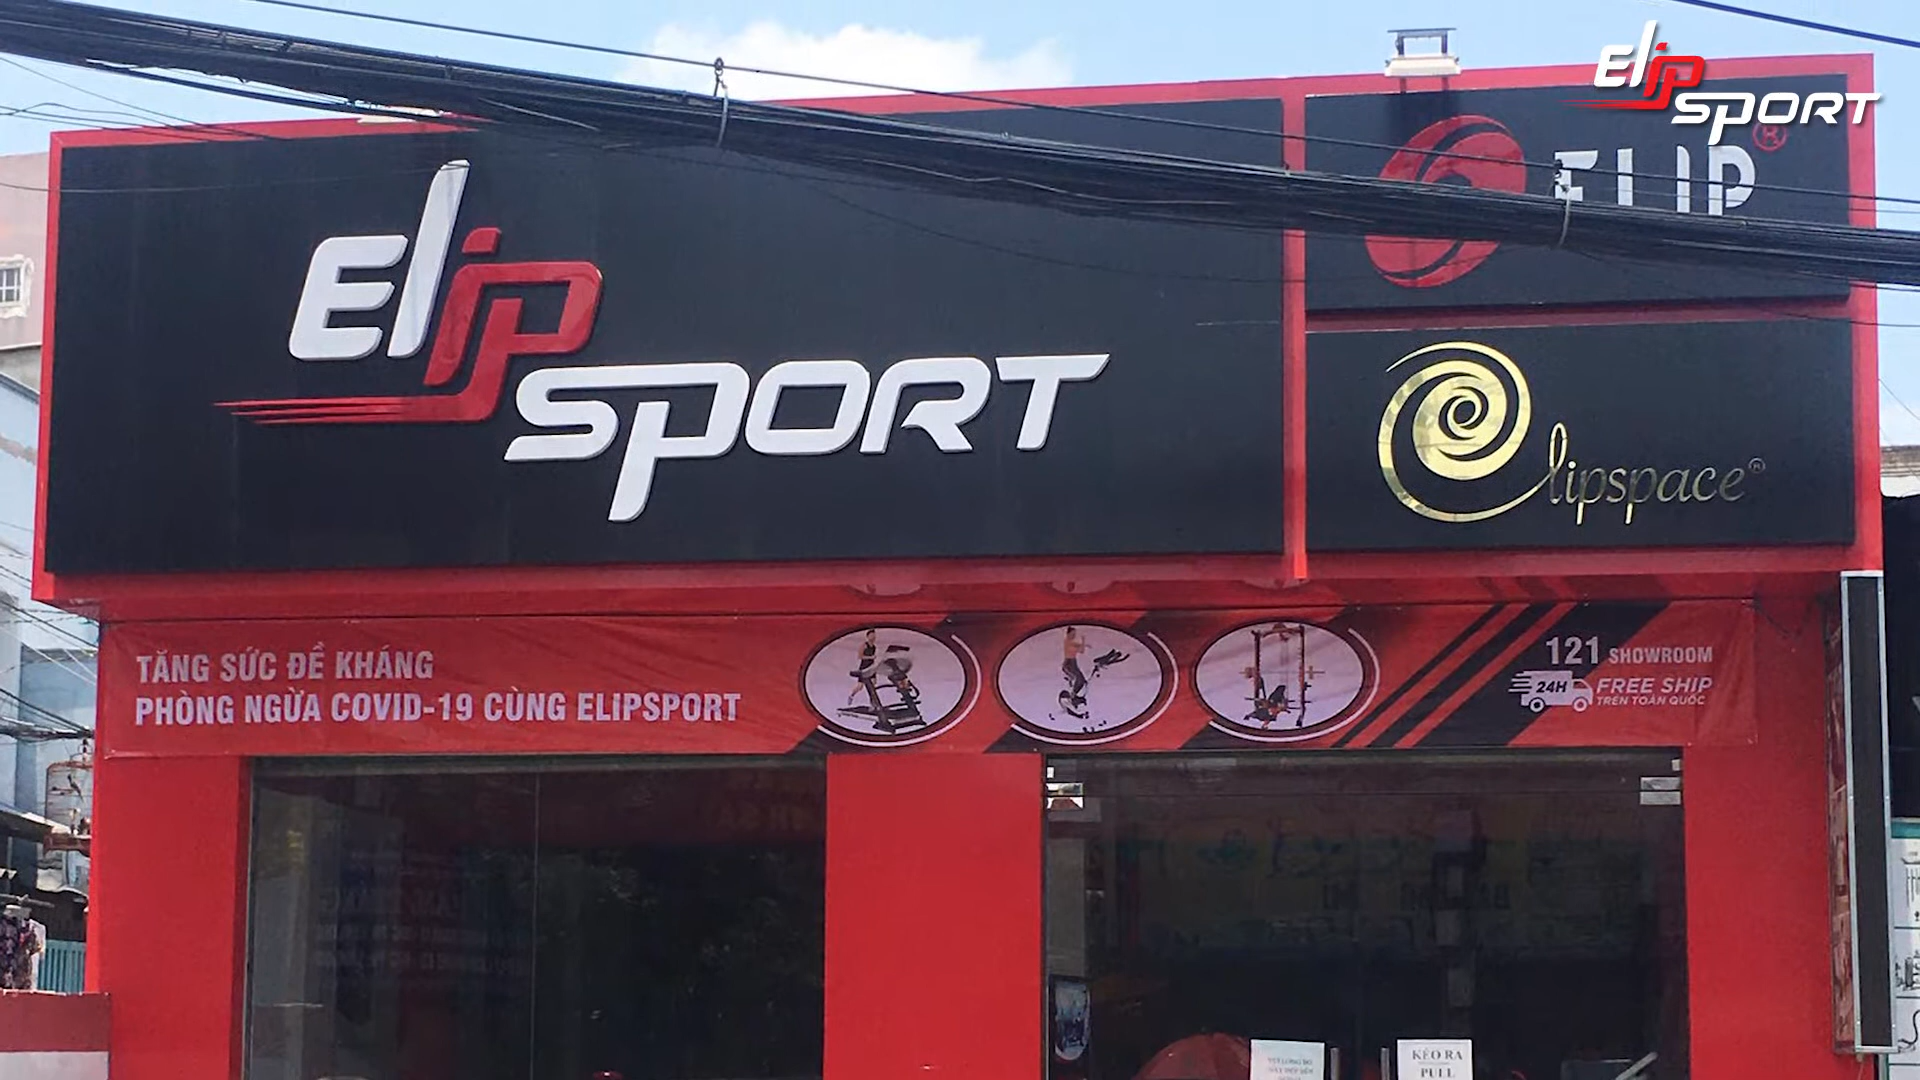 Elip
SPORT
Elip
SPORT
ELIP®
Elipspace®
TĂNG SỨC ĐỀ KHÁNG
PHÒNG NGỪA COVID-19 CÙNG ELIPSPORT
121 SHOWROOM
24H FREE SHIP
TRÊN TOÀN QUỐC
KÉO RA
PULL